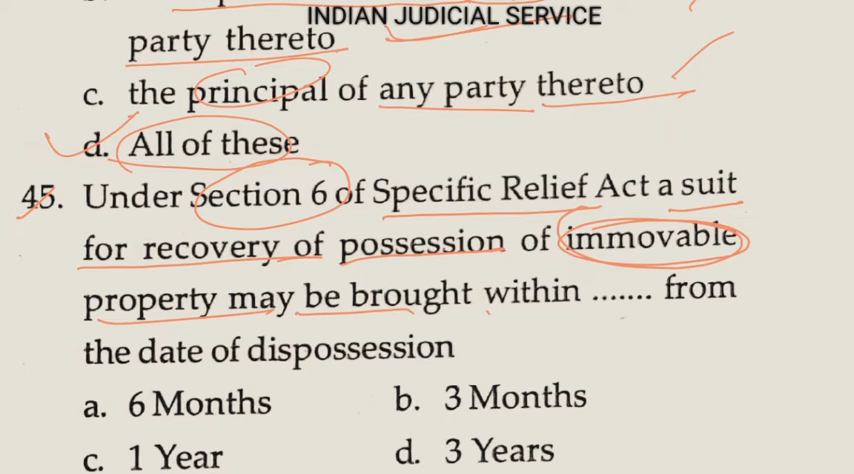 INDIAN JUDICIAL SERVICE
party thereto
c. the principal of any party thereto
d. All of these
45. Under Section 6 of Specific Relief Act a suit
for recovery of possession of immovable
property may be brought within ....... from
the date of dispossession
a. 6 Months b. 3 Months
c. 1 Year d. 3 Years